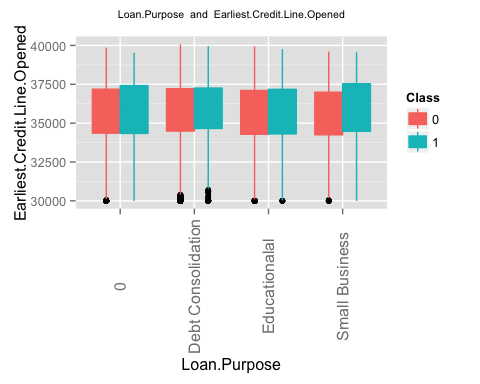 Loan.Purpose and Earliest.Credit.Line.Opened
Earliest.Credit.Line.Opened
40000
37500
35000
32500
30000
0
Debt Consolidation
Educationalal
Small Business
Loan.Purpose
Class
0
1